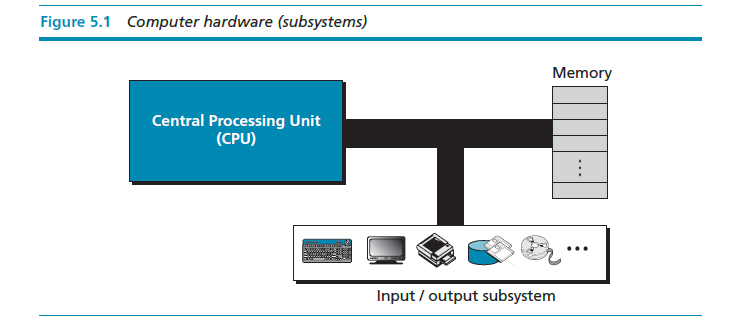 Figure 5.1 Computer hardware (subsystems)
Memory
Central Processing Unit
(CPU)
Input / output subsystem